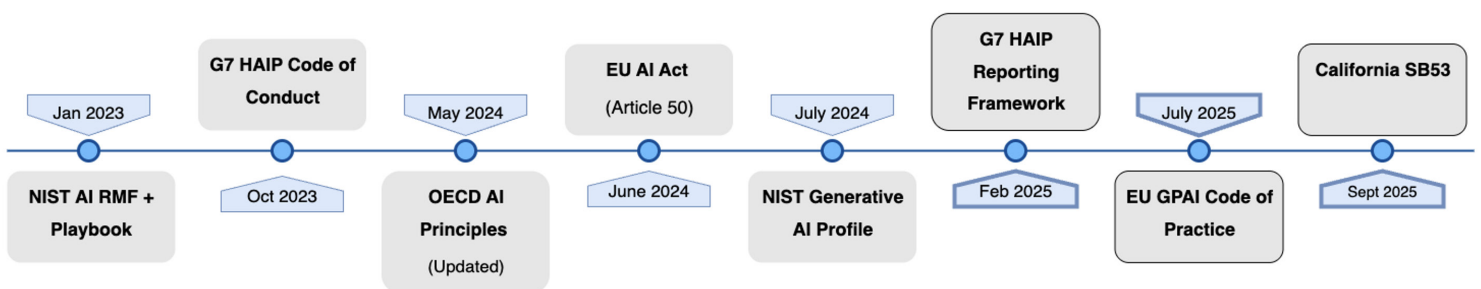 Jan 2023
NIST AI RMF +
Playbook
G7 HAIP Code of
Conduct
Oct 2023
May 2024
OECD AI
Principles
(Updated)
EU AI Act
(Article 50)
June 2024
July 2024
NIST Generative
AI Profile
G7 HAIP
Reporting
Framework
Feb 2025
July 2025
EU GPAI Code of
Practice
California SB53
Sept 2025